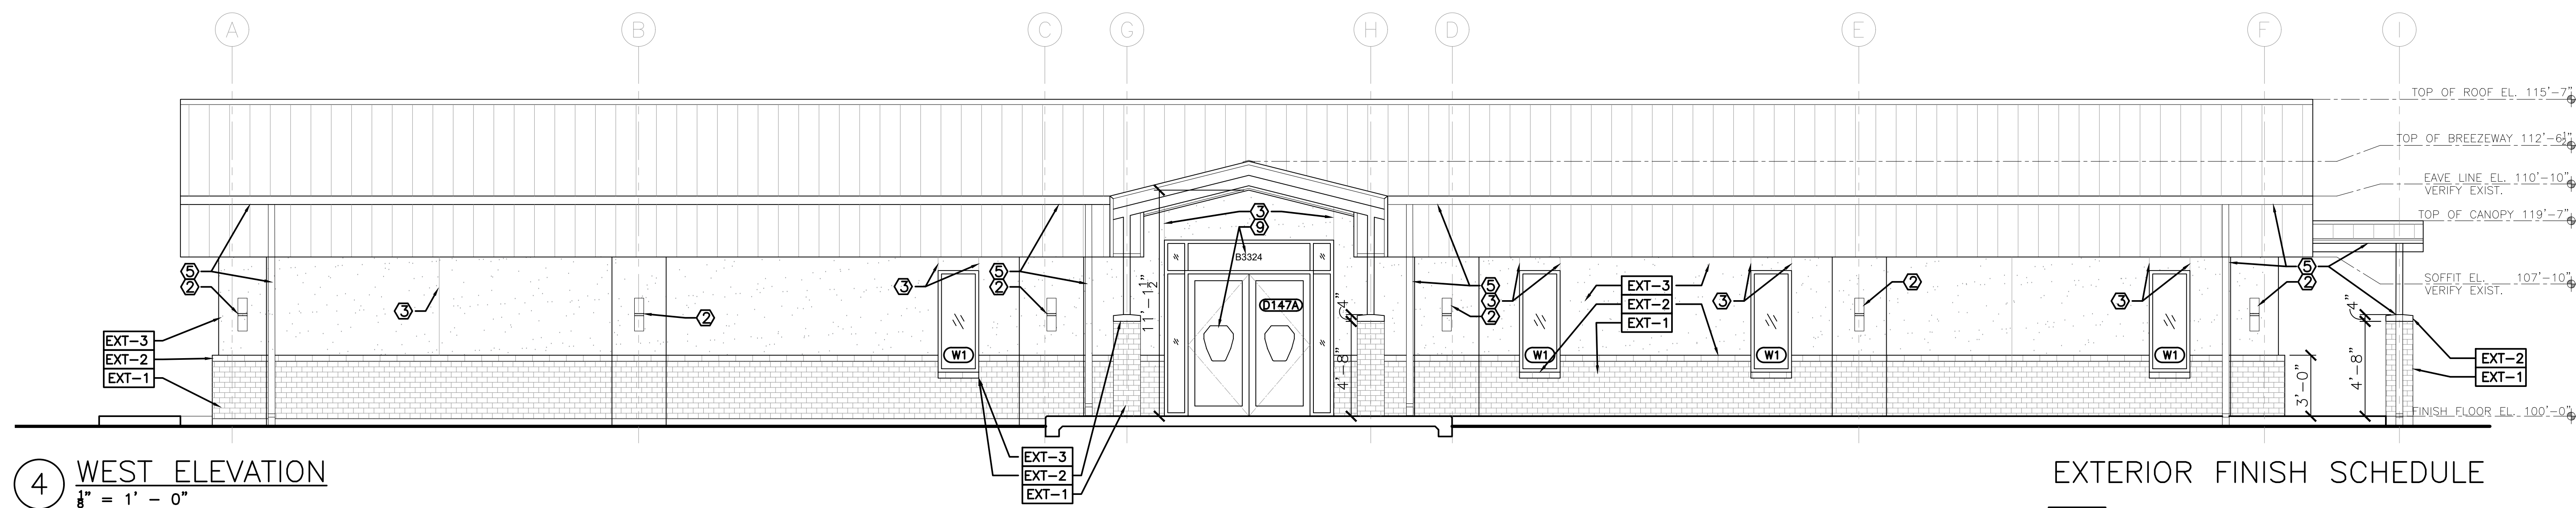 A B C G H D E F I
TOP OF ROOF EL. 115'-7"
TOP OF BREEZEWAY 112'-6½"
EAVE LINE EL. 110'-10"
VERIFY EXIST.
TOP OF CANOPY 119'-7"
SOFFIT EL. 107'-10"
VERIFY EXIST.
FINISH FLOOR EL. 100'-0"
3
9
B3324
D147A
11'-1½"
4"
4'-8"
5
2
3
2
3
5
2
5
3
2
3
2
3
5
2
EXT-3
EXT-2
EXT-1
W1
W1
W1
W1
EXT-3
EXT-2
EXT-1
EXT-3
EXT-2
EXT-1
4"
4'-8"
3'-0"
EXT-2
EXT-1
4 WEST ELEVATION
⅛" = 1' - 0"
EXTERIOR FINISH SCHEDULE